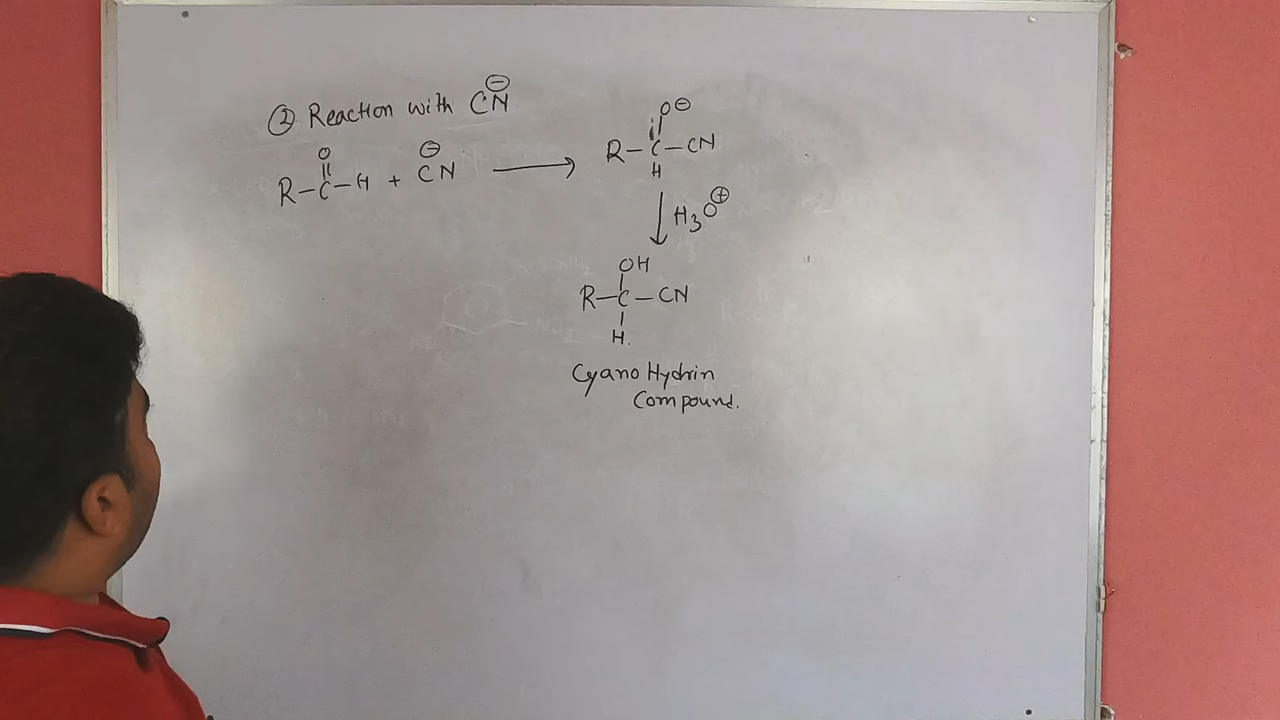 ② Reaction with CN⊖
O
||
R–C–H + CN⊖ ⟶
O⊖
R–C–CN
H
↓ H3O⊕
OH
|
R–C–CN
|
H.
Cyano Hydrin
Compound.